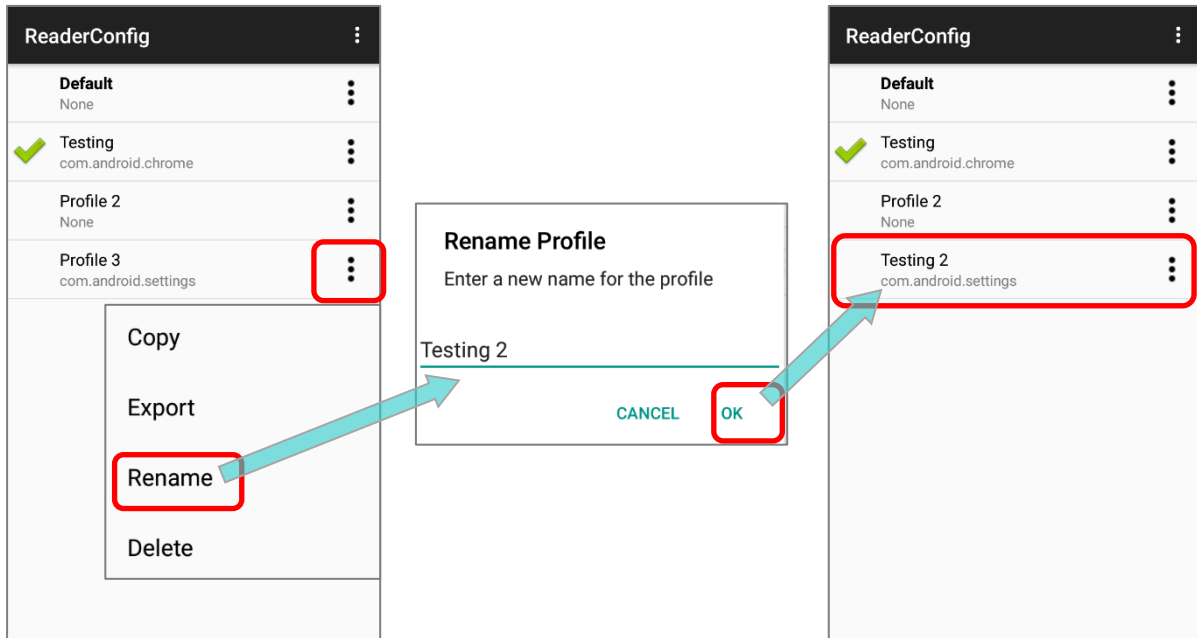 ReaderConfig
Default
None
Testing
com.android.chrome
Profile 2
None
Profile 3
com.android.settings
Copy
Export
Rename
Delete
Rename Profile
Enter a new name for the profile
Testing 2
CANCEL OK
ReaderConfig
Default
None
Testing
com.android.chrome
Profile 2
None
Testing 2
com.android.settings